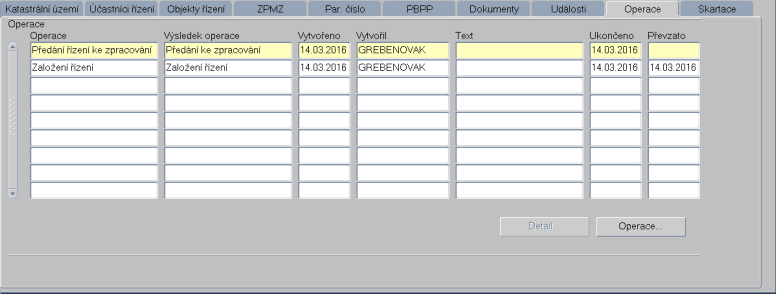 Katastrální území Účastníci řízení Objekty řízení ZPMZ Par. číslo PBPP Dokumenty Události Operace Skartace
Operace
Operace Výsledek operace Vytvořeno Vytvořil Text Ukončeno Převzato
Předání řízení ke zpracování Předání ke zpracování 14.03.2016 GREBENOVAK 14.03.2016
Založení řízení Založení řízení 14.03.2016 GREBENOVAK 14.03.2016 14.03.2016
Detail... Operace...